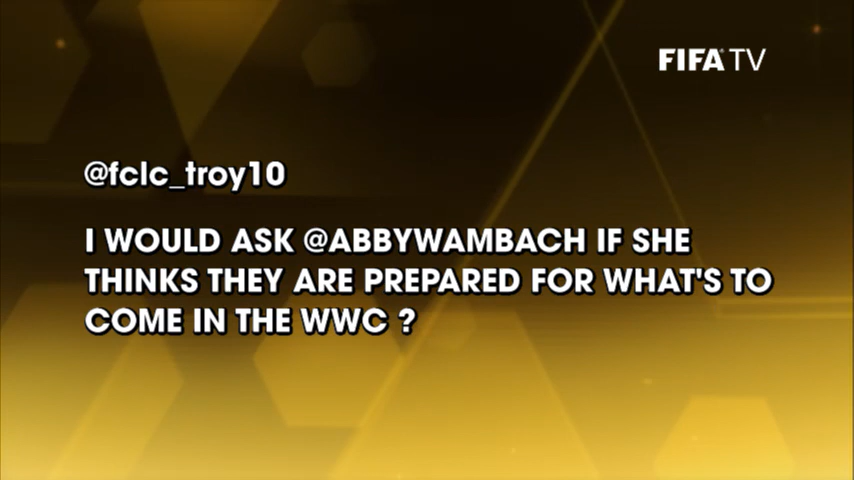 FIFA TV
@fclc_troy10
I WOULD ASK @ABBYWAMBACH IF SHE
THINKS THEY ARE PREPARED FOR WHAT'S TO
COME IN THE WWC ?